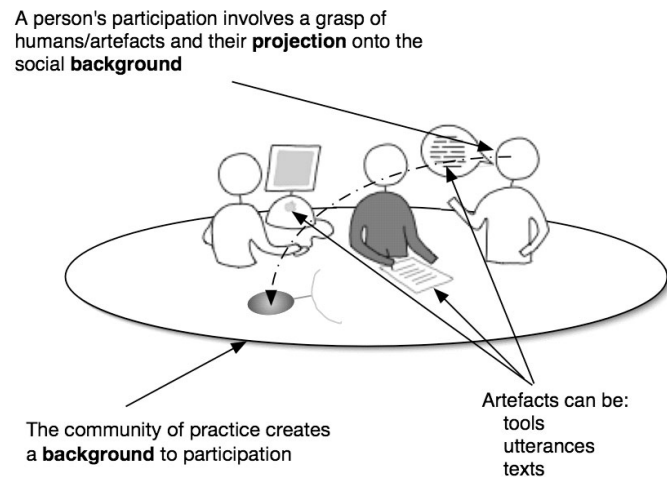 A person's participation involves a grasp of
humans/artefacts and their projection onto the
social background
The community of practice creates
a background to participation
Artefacts can be:
tools
utterances
texts